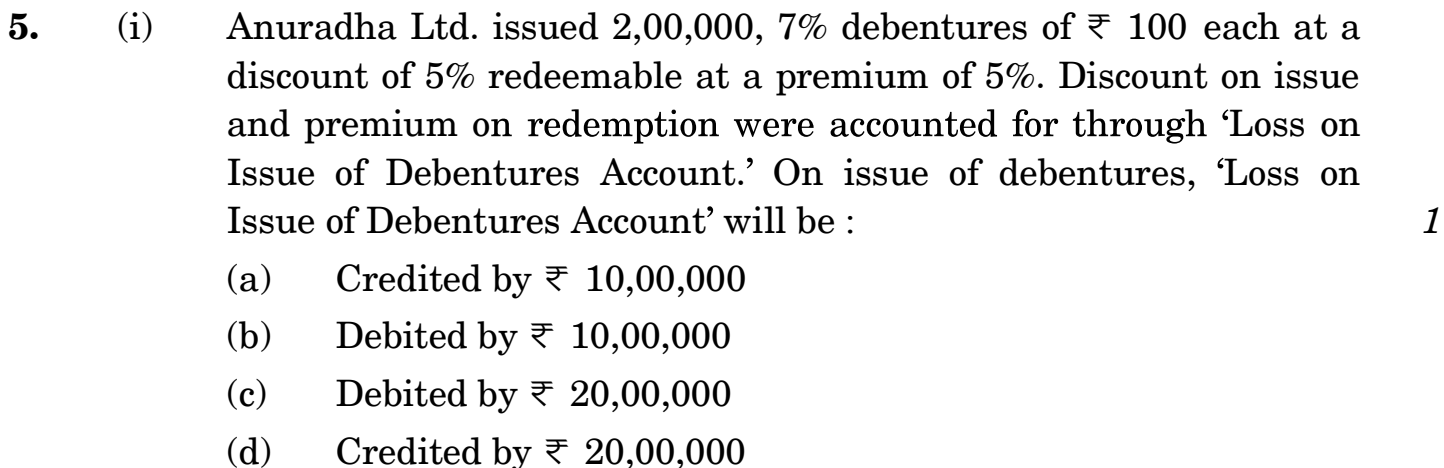 5. (i) Anuradha Ltd. issued 2,00,000, 7% debentures of ₹ 100 each at a
discount of 5% redeemable at a premium of 5%. Discount on issue
and premium on redemption were accounted for through ‘Loss on
Issue of Debentures Account.’ On issue of debentures, ‘Loss on
Issue of Debentures Account’ will be : 1
(a) Credited by ₹ 10,00,000
(b) Debited by ₹ 10,00,000
(c) Debited by ₹ 20,00,000
(d) Credited by ₹ 20,00,000